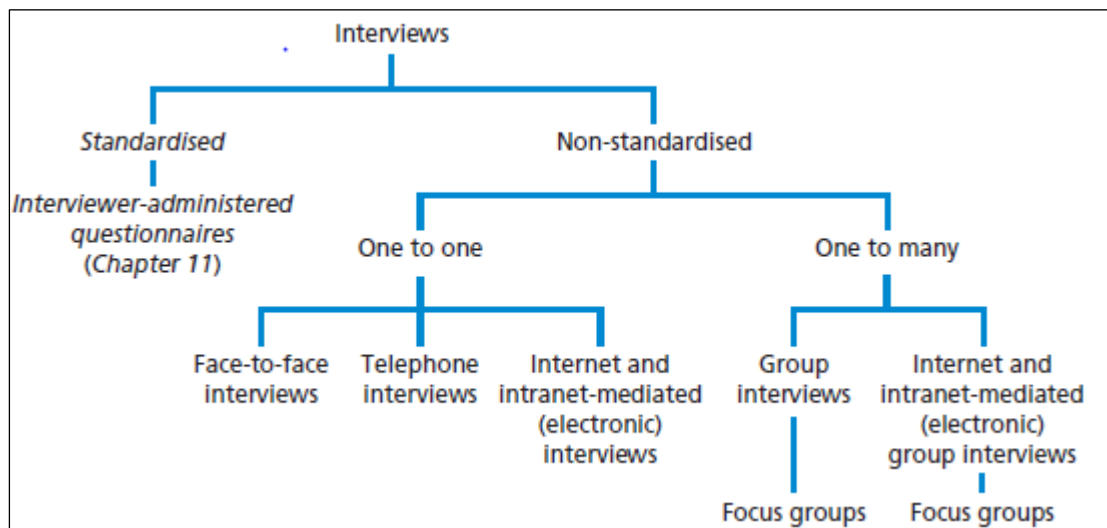 Interviews
Standardised
Non-standardised
Interviewer-administered
questionnaires
(Chapter 11)
One to one
One to many
Face-to-face
interviews
Telephone
interviews
Internet and
intranet-mediated
(electronic)
interviews
Group
interviews
Internet and
intranet-mediated
(electronic)
group interviews
Focus groups
Focus groups